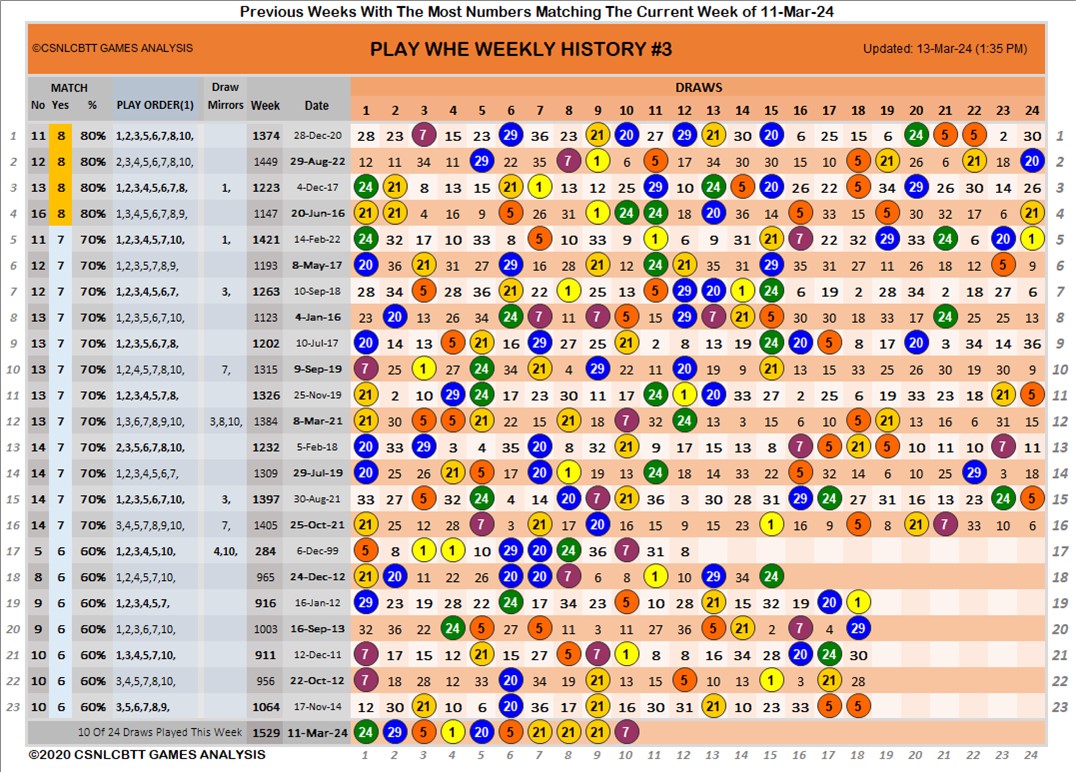 Previous Weeks With The Most Numbers Matching The Current Week of 11-Mar-24
©CSNLCBTT GAMES ANALYSIS PLAY WHE WEEKLY HISTORY #3 Updated: 13-Mar-24 (1:35 PM)
MATCH Draw DRAWS
No Yes % PLAY ORDER(1) Mirrors Week Date 1 2 3 4 5 6 7 8 9 10 11 12 13 14 15 16 17 18 19 20 21 22 23 24
1 11 8 80% 1,2,3,5,6,7,8,10, 1374 28-Dec-20 28 23 7 15 23 29 36 23 21 20 27 29 21 30 20 6 25 15 6 20 5 5 2 30 1
2 12 8 80% 2,3,4,5,6,7,8,10, 1449 29-Aug-22 12 11 34 11 29 22 35 7 1 6 5 17 34 30 30 15 10 5 21 26 22 21 18 20 2
3 13 8 80% 1,2,3,4,5,6,7,8, 1, 1223 4-Dec-17 24 21 8 13 15 21 1 13 12 25 29 10 24 5 20 26 22 5 34 29 26 30 14 26 3
4 16 8 80% 1,3,4,5,6,7,8,9, 1147 20-Jun-16 21 21 4 16 9 5 26 31 1 24 24 18 20 36 14 5 33 15 5 30 32 17 6 21 4
5 11 7 70% 1,2,3,4,5,7,10, 1, 1421 14-Feb-22 24 32 17 10 33 8 5 10 33 9 1 6 9 31 21 7 22 32 29 33 24 6 20 1 5
6 12 7 70% 1,2,3,5,7,8,9, 1193 8-May-17 20 36 21 31 27 29 16 28 21 12 24 21 35 31 29 35 31 27 11 26 18 12 5 9 6
7 12 7 70% 1,2,3,4,5,6,7, 3, 1263 10-Sep-18 28 34 5 28 36 21 22 1 25 13 5 29 20 1 24 6 19 2 28 34 2 18 27 6 7
8 13 7 70% 1,2,3,5,6,7,10, 1123 4-Jan-16 23 20 13 26 34 24 7 11 7 5 15 29 7 21 5 30 30 18 33 17 24 25 25 13 8
9 13 7 70% 1,2,3,5,6,7,8, 1202 10-Jul-17 20 14 13 5 21 16 29 27 25 21 2 8 13 19 24 20 5 8 17 20 3 34 14 36 9
10 13 7 70% 1,2,4,5,7,8,10, 7, 1315 9-Sep-19 7 25 1 27 24 34 21 4 29 22 11 20 19 9 21 13 15 33 25 26 30 19 30 9 10
11 13 7 70% 1,2,3,4,5,7,8, 1326 25-Nov-19 21 2 10 29 24 17 23 30 11 17 24 1 20 33 27 2 25 6 19 33 23 18 21 5 11
12 13 7 70% 1,3,6,7,8,9,10, 3,8,10, 1384 8-Mar-21 21 30 5 5 21 22 15 21 18 7 32 24 13 3 15 6 10 5 21 13 16 6 31 15 12
13 14 7 70% 2,3,5,6,7,8,10, 1232 5-Feb-18 20 33 29 3 4 35 20 8 32 21 9 17 15 13 8 7 5 21 5 10 11 10 7 11 13
14 14 7 70% 1,2,3,4,5,6,7, 1309 29-Jul-19 20 25 26 21 5 17 20 1 19 13 24 18 14 33 22 5 32 14 6 10 25 29 3 18 14
15 14 7 70% 1,2,3,5,6,7,10, 3, 1397 30-Aug-21 33 27 5 32 24 4 14 20 7 21 36 3 30 28 31 29 24 27 31 20 16 13 23 24 5 15
16 14 7 70% 3,4,5,7,8,9,10, 7, 1405 25-Oct-21 21 25 12 28 7 3 21 17 20 16 15 9 15 23 1 16 9 5 8 21 7 33 10 6 16
17 5 6 60% 1,2,3,4,5,10, 4,10, 284 6-Dec-99 5 8 1 1 10 29 20 24 36 7 31 8 17
18 8 6 60% 1,2,4,5,7,10, 965 24-Dec-12 21 20 11 22 26 20 20 7 6 8 1 10 29 34 24 18
19 9 6 60% 1,2,3,4,5,7, 916 16-Jan-12 29 23 19 28 22 24 17 34 23 5 10 28 21 15 32 19 20 1 19
20 9 6 60% 1,2,3,6,7,10, 1003 16-Sep-13 32 36 22 24 5 27 5 11 3 11 27 36 5 21 2 7 4 29 20
21 10 6 60% 1,3,4,5,7,10, 911 12-Dec-11 7 17 15 12 21 15 27 5 7 1 8 8 16 34 28 20 24 30 21
22 10 6 60% 3,4,5,7,8,10, 956 22-Oct-12 7 18 28 12 33 20 34 19 21 13 15 5 10 13 1 3 21 28 22
23 10 6 60% 3,5,6,7,8,9, 1064 17-Nov-14 12 30 21 10 6 20 36 17 21 16 30 31 21 10 23 33 5 5 23
10 Of 24 Draws Played This Week 1529 11-Mar-24 24 29 5 1 20 5 21 21 21 7
©2020 CSNLCBTT GAMES ANALYSIS 1 2 3 4 5 6 7 8 9 10 11 12 13 14 15 16 17 18 19 20 21 22 23 24